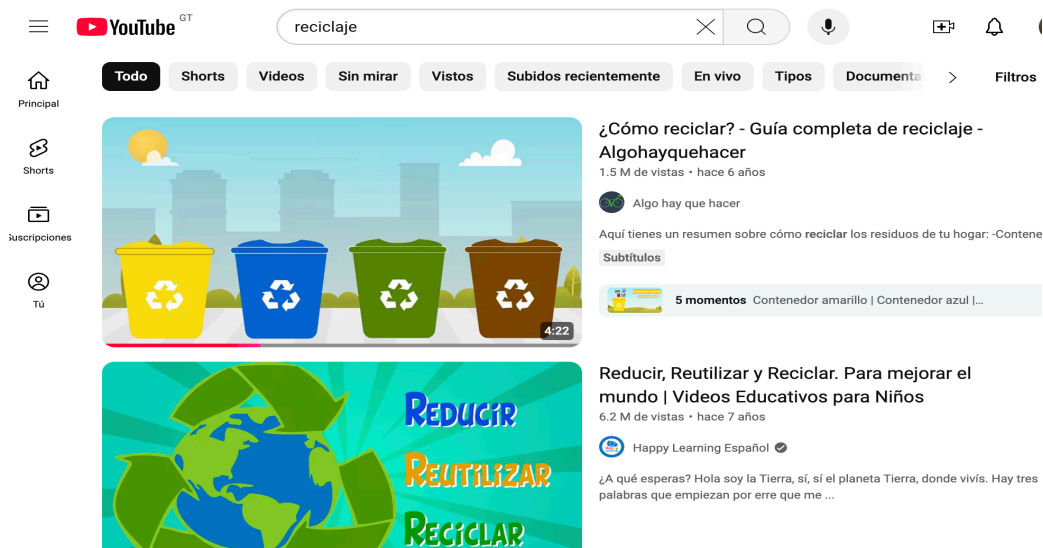 YouTube GT
reciclaje
Todo
Shorts
Videos
Sin mirar
Vistos
Subidos recientemente
En vivo
Tipos
Documenta
Filtros
Principal
Shorts
Suscripciones
Tú
4:22
¿Cómo reciclar? - Guía completa de reciclaje -
Algohayquehacer
1.5 M de vistas • hace 6 años
Algo hay que hacer
Aquí tienes un resumen sobre cómo reciclar los residuos de tu hogar: -Contene
Subtítulos
5 momentos Contenedor amarillo | Contenedor azul |...
REDUCIR
REUTILIZAR
RECICLAR
Reducir, Reutilizar y Reciclar. Para mejorar el
mundo | Videos Educativos para Niños
6.2 M de vistas • hace 7 años
Happy Learning Español
¿A qué esperas? Hola soy la Tierra, sí, sí el planeta Tierra, donde vivís. Hay tres
palabras que empiezan por erre que me ...